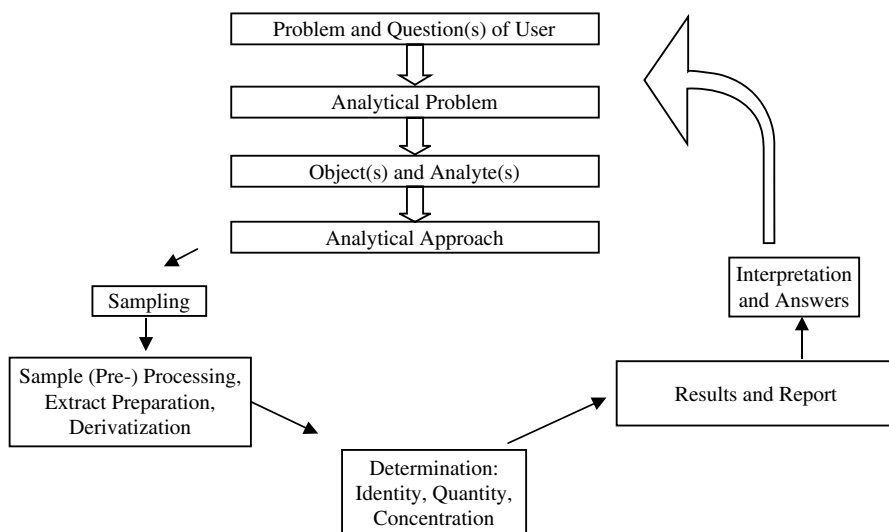 Problem and Question(s) of User
Analytical Problem
Object(s) and Analyte(s)
Analytical Approach
Sampling
Sample (Pre-) Processing,
Extract Preparation,
Derivatization
Determination:
Identity, Quantity,
Concentration
Results and Report
Interpretation
and Answers